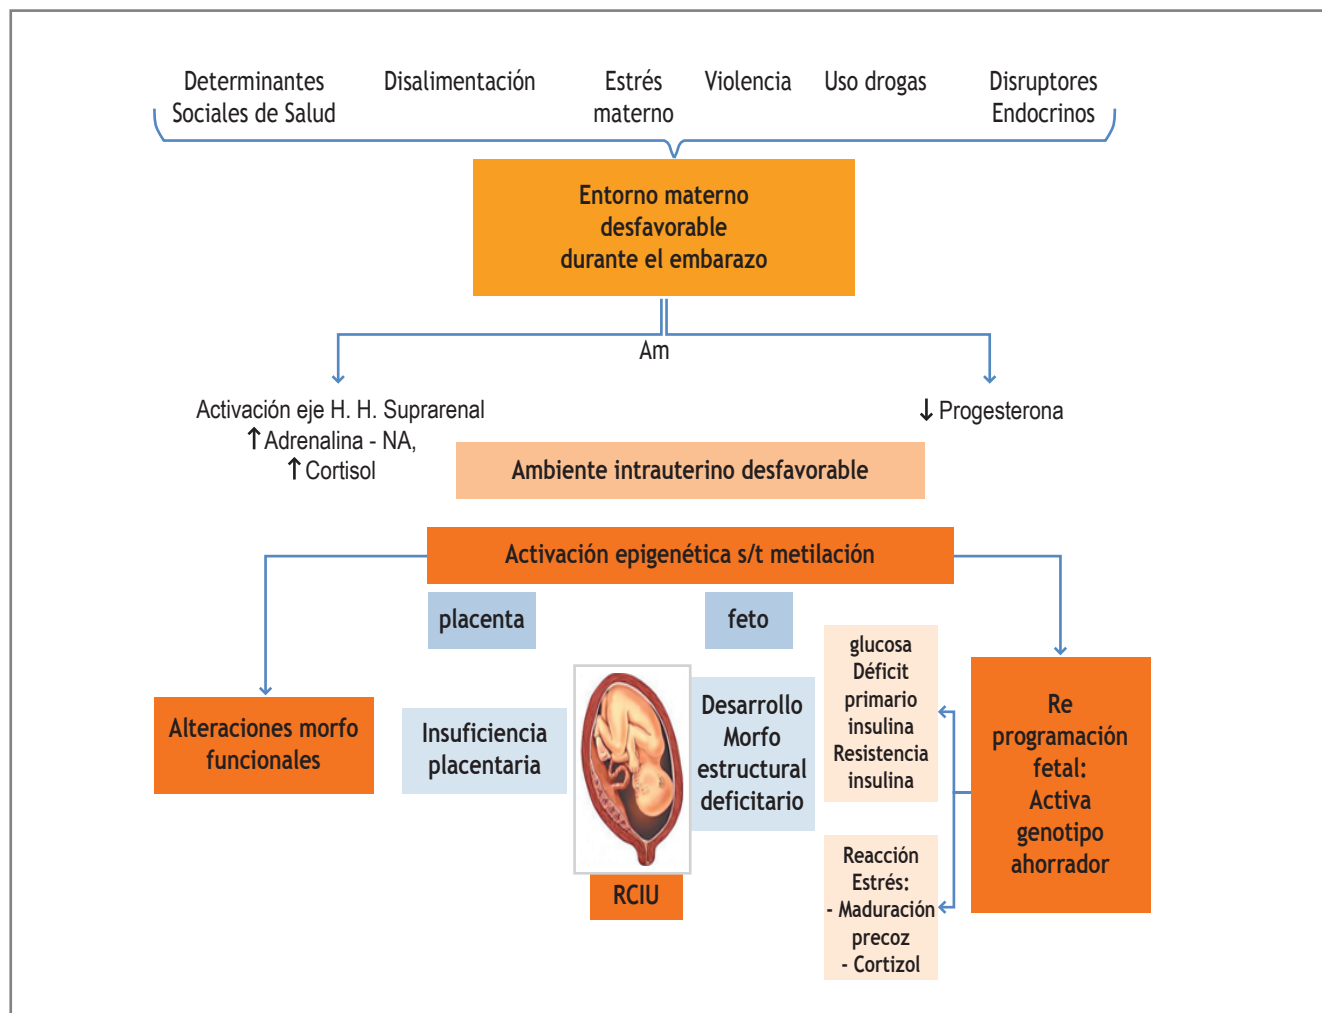 Determinantes
Sociales de Salud
Disalimentación
Estrés
materno
Violencia
Uso drogas
Disruptores
Endocrinos
Entorno materno
desfavorable
durante el embarazo
Am
Activación eje H. H. Suprarenal
↑Adrenalina - NA,
↑Cortisol
↓Progesterona
Ambiente intrauterino desfavorable
Activación epigenética s/t metilación
placenta
feto
Alteraciones morfo
funcionales
Insuficiencia
placentaria
RCIU
Desarrollo
Morfo
estructural
deficitario
glucosa
Déficit
primario
insulina
Resistencia
insulina
Reacción
Estrés:
- Maduración
precoz
- Cortizol
Re
programación
fetal:
Activa
genotipo
ahorrador